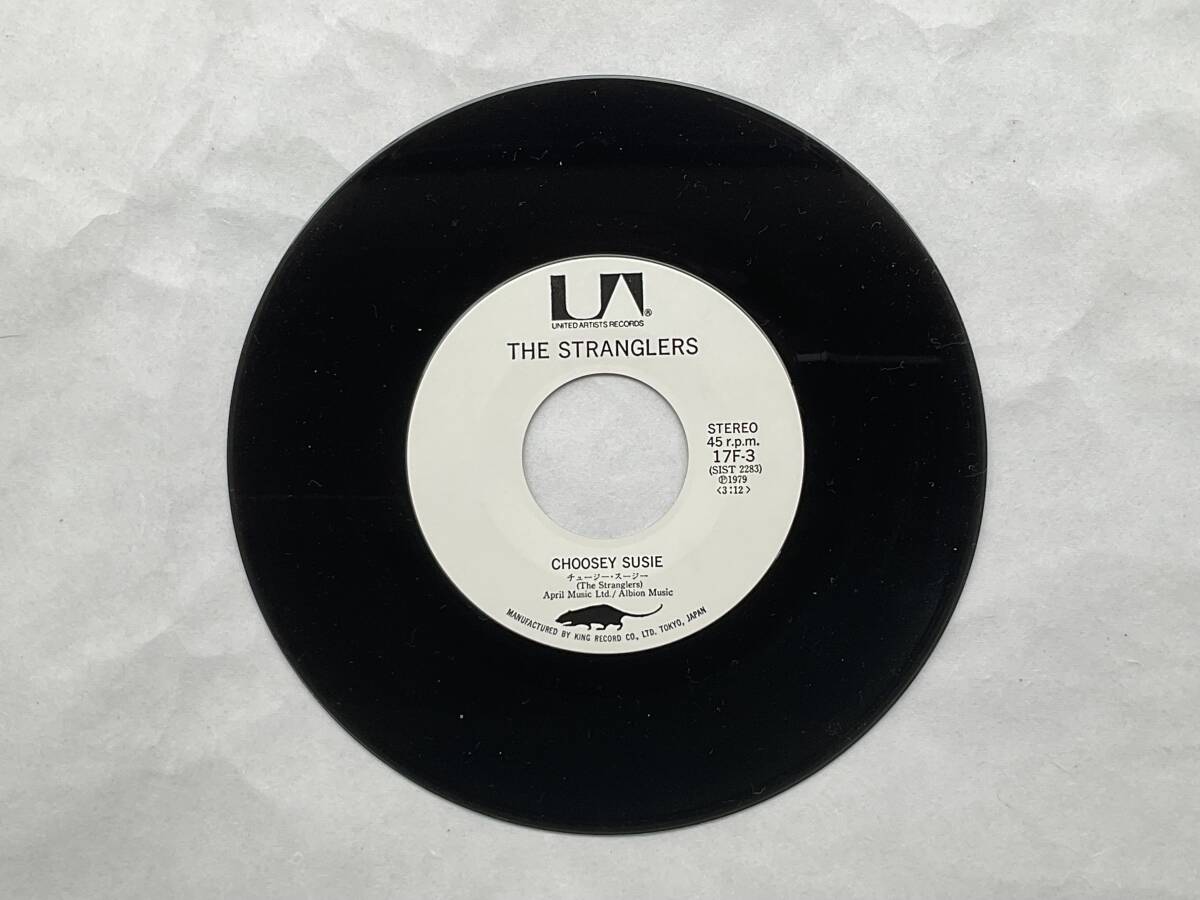 UA®
UNITED ARTISTS RECORDS
THE STRANGLERS
STEREO
45 r.p.m.
17F-3
(SIST 2283)
Ⓟ1979
<3:12>
CHOOSEY SUSIE
チュージー・スージー
(The Stranglers)
April Music Ltd./Albion Music
MANUFACTURED BY KING RECORD CO., LTD. TOKYO, JAPAN